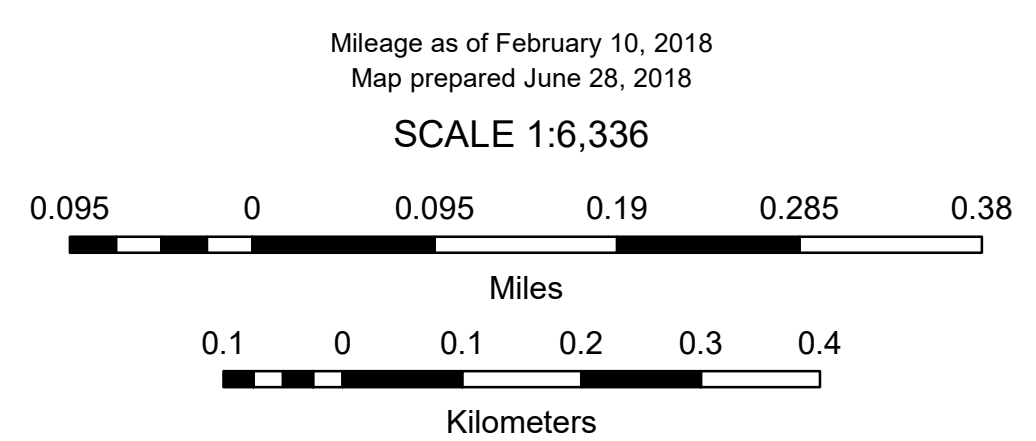 Mileage as of February 10, 2018
Map prepared June 28, 2018
SCALE 1:6,336
0.095 0 0.095 0.19 0.285 0.38
Miles
0.1 0 0.1 0.2 0.3 0.4
Kilometers